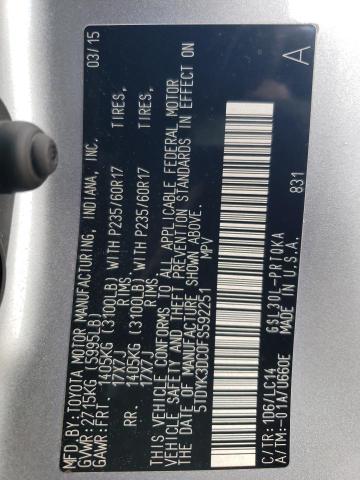 MFD. BY: TOYOTA MOTOR MANUFACTURING, INDIANA, INC. 03/15
GVWR: 2715KG (5995LB)
GAWR: FRT. 1405KG (3100LB) WITH P235/60R17 TIRES,
17X7J RIMS,
RR. 1405KG (3100LB) WITH P235/60R17 TIRES,
17X7J RIMS,
THIS VEHICLE CONFORMS TO ALL APPLICABLE FEDERAL MOTOR
VEHICLE SAFETY AND THEFT PREVENTION STANDARDS IN EFFECT ON
THE DATE OF MANUFACTURE SHOWN ABOVE.
5TDYK3DC0FS592251 MPV
A
831
C/TR: 1D6/LC14 GSL30L-PRTQKA
A/TM: -01A/U660E MADE IN U.S.A.